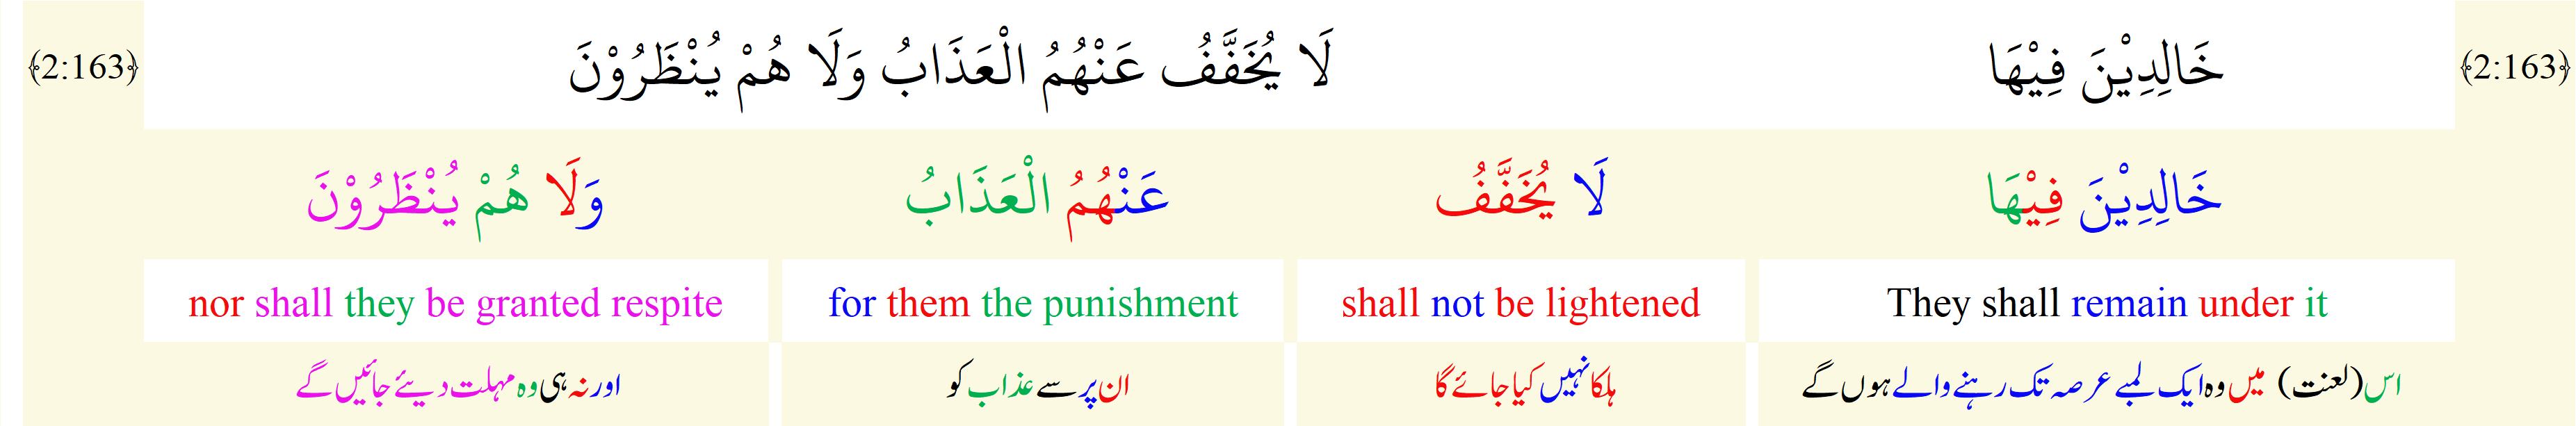 ﴿2:163﴾ خَالِدِيْنَ فِيْهَا لَا يُخَفَّفُ عَنْهُمُ الْعَذَابُ وَلَا هُمْ يُنْظَرُوْنَ ﴿2:163﴾
خَالِدِيْنَ فِيْهَا لَا يُخَفَّفُ عَنْهُمُ الْعَذَابُ وَلَا هُمْ يُنْظَرُوْنَ
nor shall they be granted respite for them the punishment shall not be lightened They shall remain under it
اس (لعنت) میں وہ ایک لمبے عرصہ تک رہنے والے ہوں گے ہلکا نہیں کیا جائے گا ان پر سے عذاب کو اور نہ ہی وہ مہلت دیئے جائیں گے